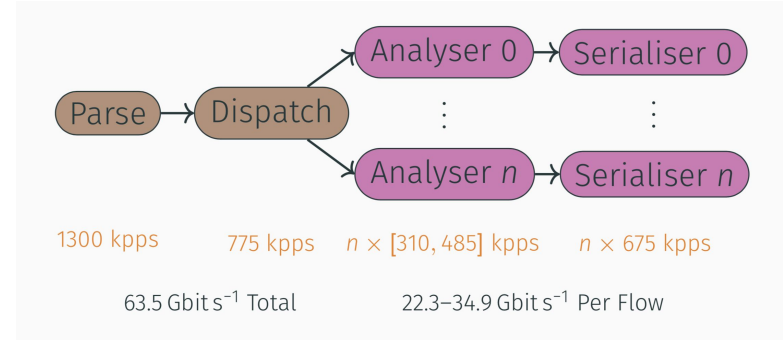 Analyser 0
Serialiser 0
Parse
Dispatch
⋮
⋮
Analyser n
Serialiser n
1300 kpps
775 kpps
n × [310, 485] kpps
n × 675 kpps
63.5 Gbit s⁻¹ Total
22.3–34.9 Gbit s⁻¹ Per Flow